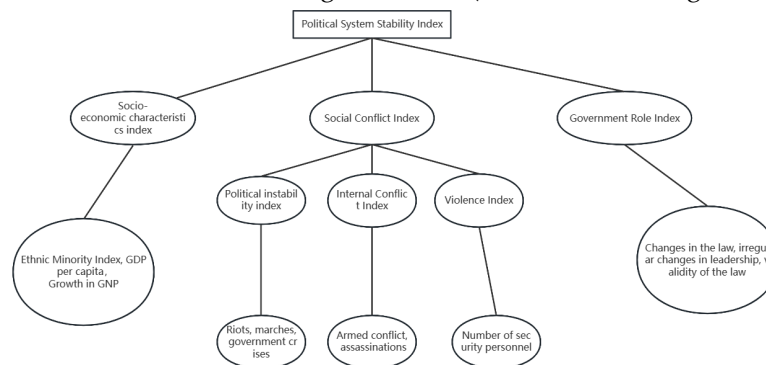 Political System Stability Index
Socio-
economic characteristi
cs index
Social Conflict Index
Government Role Index
Political instabil
ity index
Internal Conflic
t Index
Violence Index
Ethnic Minority Index, GDP
per capita,
Growth in GNP
Changes in the law, irregu
ar changes in leadership, v
alidity of the law
Riots, marches,
government cr
ises
Armed conflict,
assassinations
Number of sec
urity personnel